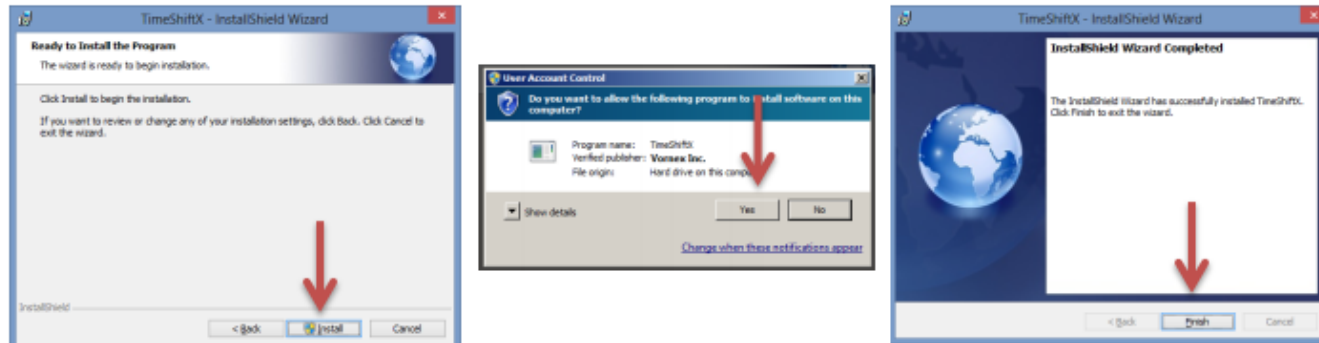 TimeShiftX - InstallShield Wizard
Ready to Install the Program
The wizard is ready to begin installation.
Click Install to begin the installation.
If you want to review or change any of your installation settings, click Back. Click Cancel to
exit the wizard.
InstallShield
< Back
Install
Cancel
User Account Control
Do you want to allow the following program to install software on this
computer?
Program name: TimeShiftX
Verified publisher: Vornex Inc.
File origin: Hard drive on this computer
Show details
Yes
No
Change when these notifications appear
TimeShiftX - InstallShield Wizard
InstallShield Wizard Completed
The InstallShield Wizard has successfully installed TimeShiftX.
Click Finish to exit the wizard.
< Back
Finish
Cancel